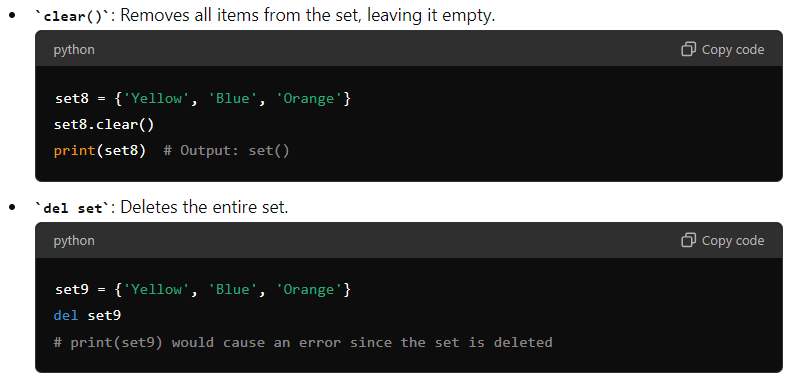 • `clear()`: Removes all items from the set, leaving it empty.
python Copy code
set8 = {'Yellow', 'Blue', 'Orange'}
set8.clear()
print(set8)  # Output: set()
• `del set`: Deletes the entire set.
python Copy code
set9 = {'Yellow', 'Blue', 'Orange'}
del set9
# print(set9) would cause an error since the set is deleted